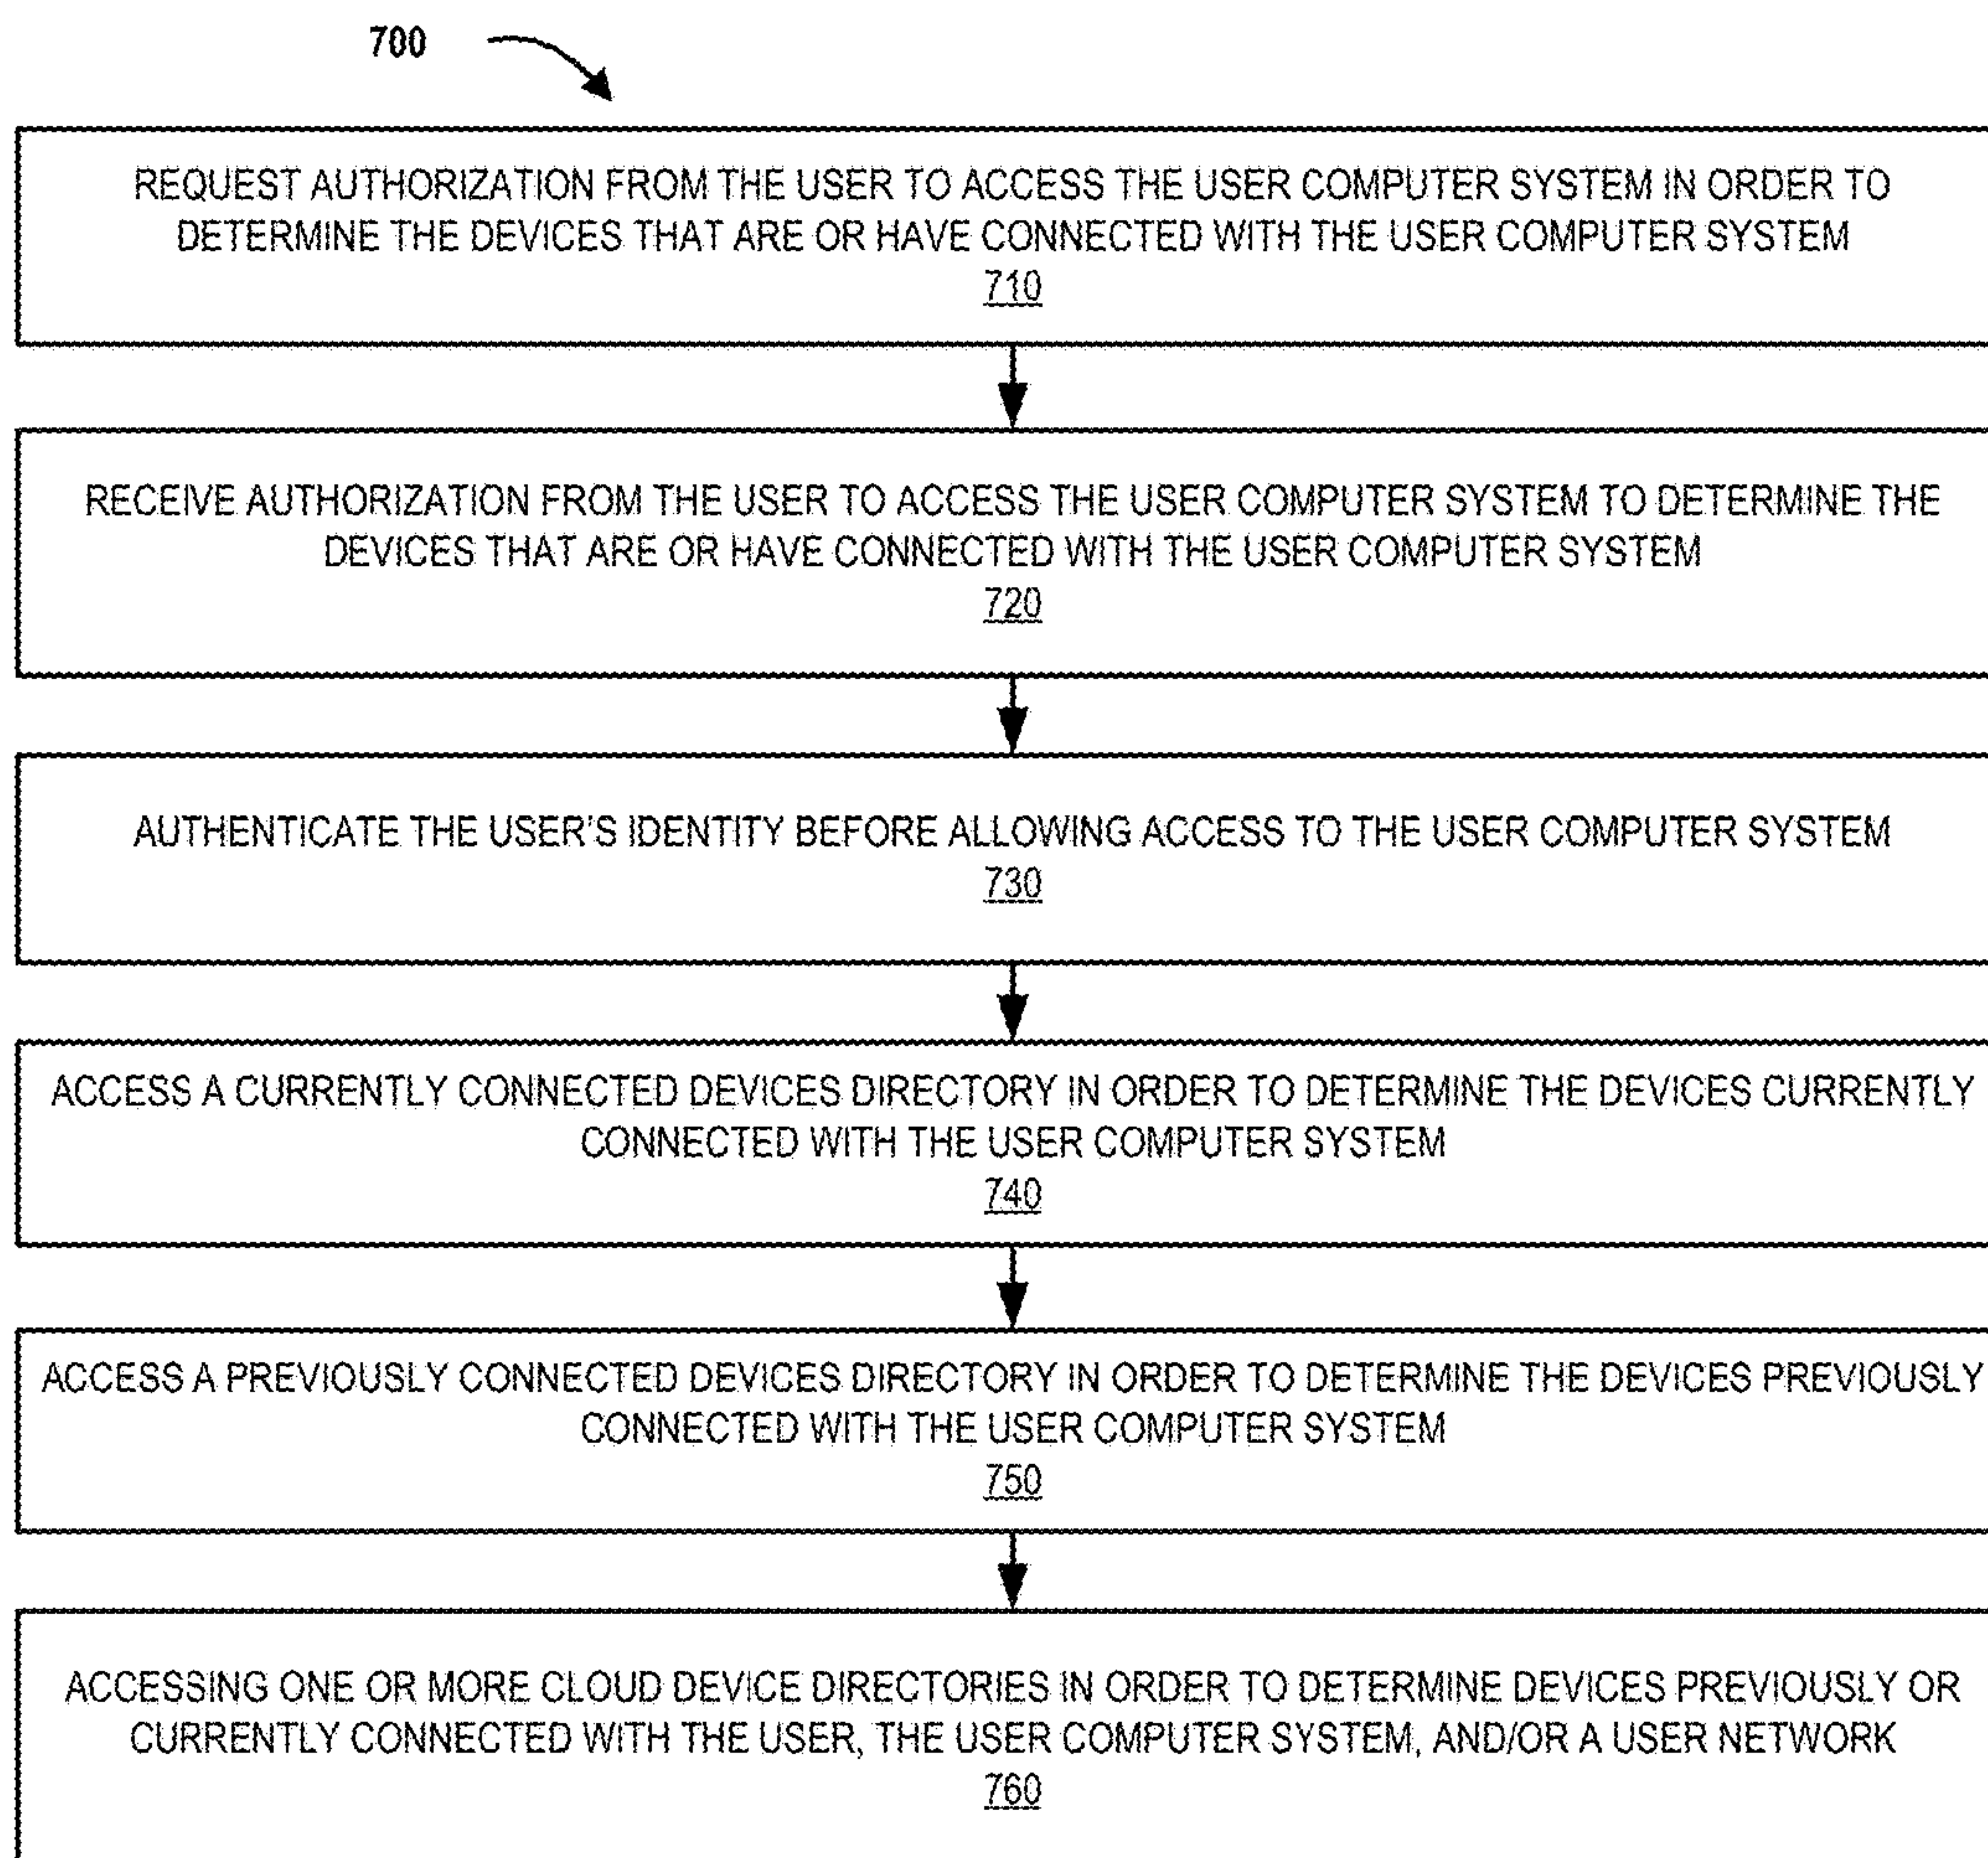 700
REQUEST AUTHORIZATION FROM THE USER TO ACCESS THE USER COMPUTER SYSTEM IN ORDER TO
DETERMINE THE DEVICES THAT ARE OR HAVE CONNECTED WITH THE USER COMPUTER SYSTEM
710
RECEIVE AUTHORIZATION FROM THE USER TO ACCESS THE USER COMPUTER SYSTEM TO DETERMINE THE
DEVICES THAT ARE OR HAVE CONNECTED WITH THE USER COMPUTER SYSTEM
720
AUTHENTICATE THE USER'S IDENTITY BEFORE ALLOWING ACCESS TO THE USER COMPUTER SYSTEM
730
ACCESS A CURRENTLY CONNECTED DEVICES DIRECTORY IN ORDER TO DETERMINE THE DEVICES CURRENTLY
CONNECTED WITH THE USER COMPUTER SYSTEM
740
ACCESS A PREVIOUSLY CONNECTED DEVICES DIRECTORY IN ORDER TO DETERMINE THE DEVICES PREVIOUSLY
CONNECTED WITH THE USER COMPUTER SYSTEM
750
ACCESSING ONE OR MORE CLOUD DEVICE DIRECTORIES IN ORDER TO DETERMINE DEVICES PREVIOUSLY OR
CURRENTLY CONNECTED WITH THE USER, THE USER COMPUTER SYSTEM, AND/OR A USER NETWORK
760